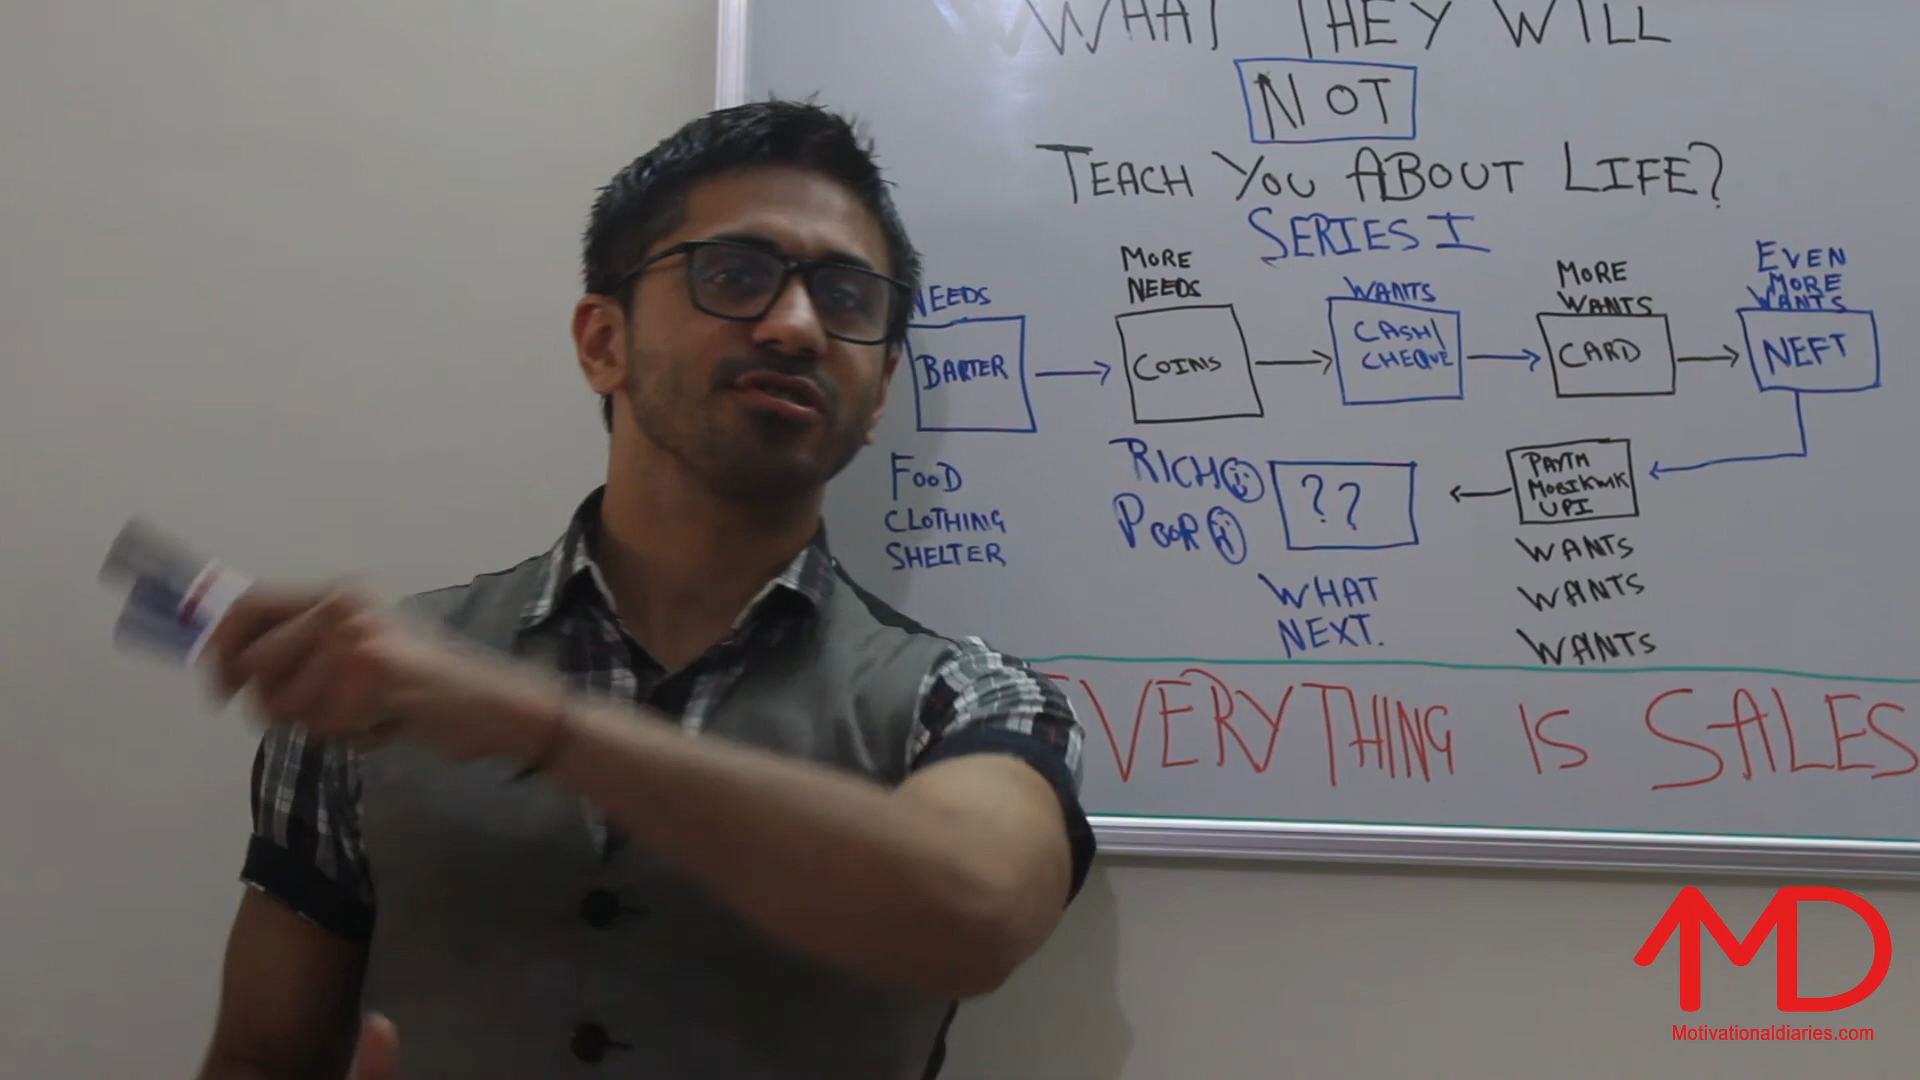 WHAT THEY WILL
NOT
TEACH YOU ABOUT LIFE?
SERIES I
NEEDS
MORE
NEEDS
WANTS
MORE
WANTS
EVEN
MORE
WANTS
BARTER
COINS
CASH/
CHEQUE
CARD
NEFT
FOOD
CLOTHING
SHELTER
RICH
POOR
??
WHAT
NEXT.
PAYTM
MOBIKWIK
UPI
WANTS
WANTS
WANTS
EVERYTHING IS SALES
MD
Motivationaldiaries.com